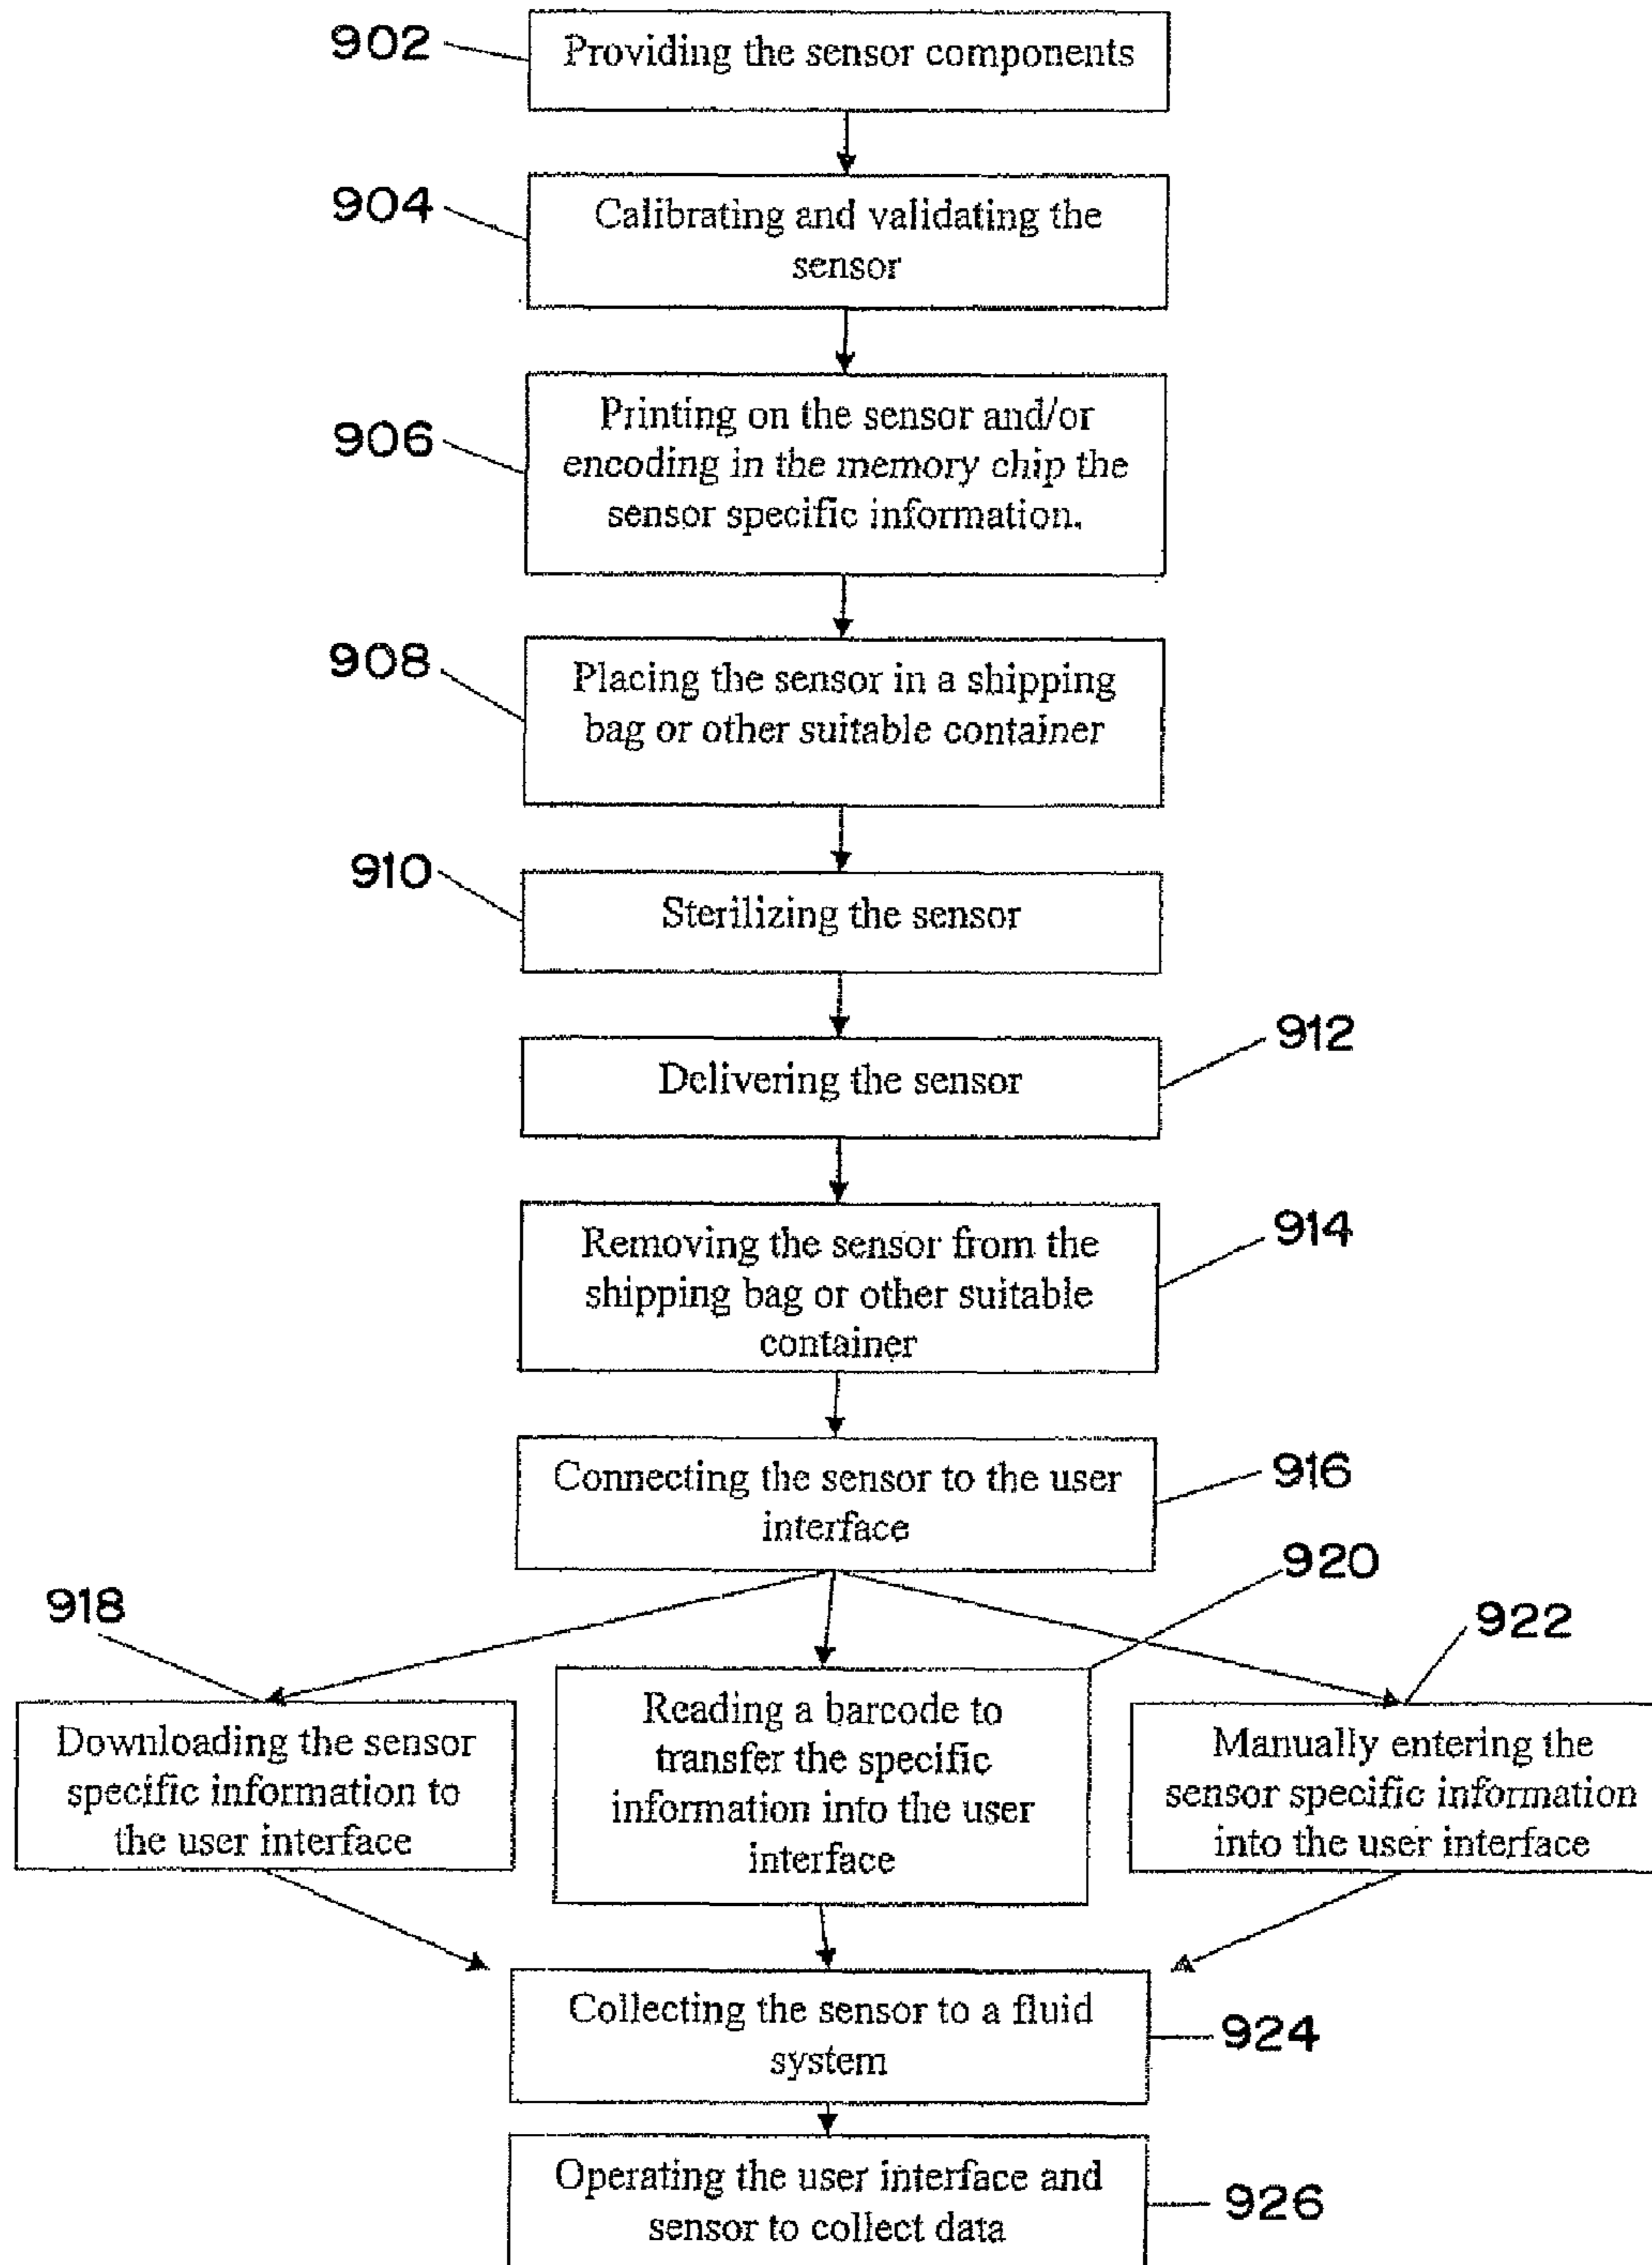 902
Providing the sensor components
904
Calibrating and validating the
sensor
906
Printing on the sensor and/or
encoding in the memory chip the
sensor specific information.
908
Placing the sensor in a shipping
bag or other suitable container
910
Sterilizing the sensor
912
Delivering the sensor
914
Removing the sensor from the
shipping bag or other suitable
container
916
Connecting the sensor to the user
interface
918
Downloading the sensor
specific information to
the user interface
920
Reading a barcode to
transfer the specific
information into the user
interface
922
Manually entering the
sensor specific information
into the user interface
Collecting the sensor to a fluid
system
924
Operating the user interface and
sensor to collect data
926